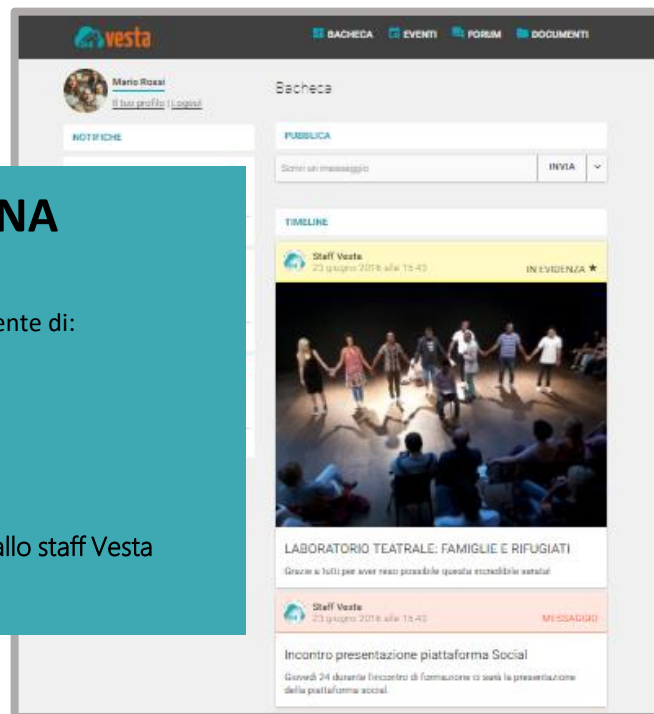 vesta
BACHECA EVENTI FORUM DOCUMENTI
Mario Rossi
Il tuo profilo | Logout
NOTIFICHE
Bacheca
PUBBLICA
Scrivi un messaggio
INVIA
TIMELINE
Staff Vesta
23 giugno 2016 alle 15:43
IN EVIDENZA ★
LABORATORIO TEATRALE: FAMIGLIE E RIFUGIATI
Grazie a tutti per aver reso possibile questa incredibile serata!
Staff Vesta
23 giugno 2016 alle 15:43
MESSAGGIO
Incontro presentazione piattaforma Social
Giovedì 24 durante l'incontro di formazione ci sarà la presentazione
della piattaforma social.
NA
ente di:
allo staff Vesta